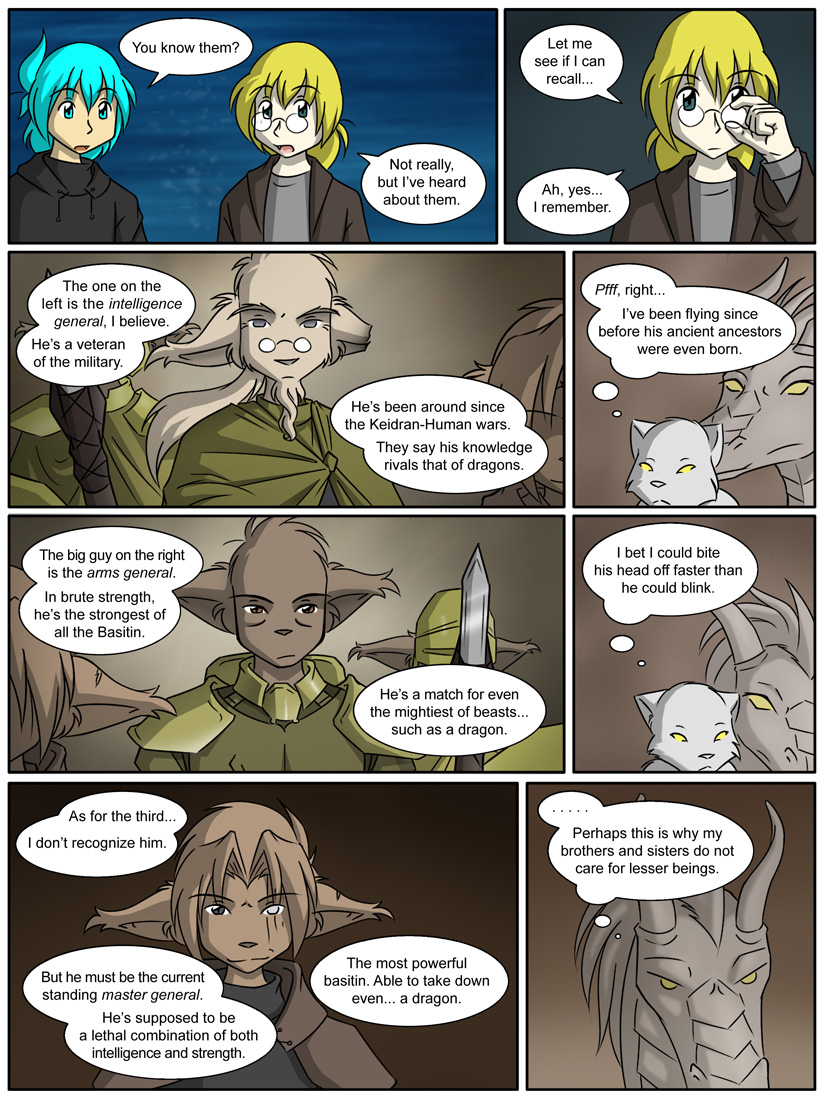 You know them?
Not really,
but I've heard
about them.
Let me
see if I can
recall...
Ah, yes...
I remember.
The one on the
left is the intelligence
general, I believe.
He's a veteran
of the military.
He's been around since
the Keidran-Human wars.
They say his knowledge
rivals that of dragons.
Pfff, right...
I've been flying since
before his ancient ancestors
were even born.
The big guy on the right
is the arms general.
In brute strength,
he's the strongest of
all the Basitin.
He's a match for even
the mightiest of beasts...
such as a dragon.
I bet I could bite
his head off faster than
he could blink.
As for the third...
I don't recognize him.
But he must be the current
standing master general.
He's supposed to be
a lethal combination of both
intelligence and strength.
The most powerful
basitin. Able to take down
even... a dragon.
. . . . .
Perhaps this is why my
brothers and sisters do not
care for lesser beings.